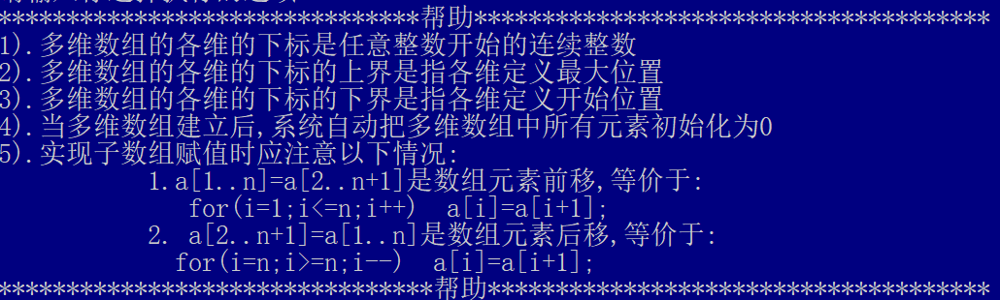 *******************************帮助**************************************
1).多维数组的各维的下标是任意整数开始的连续整数
2).多维数组的各维的下标的上界是指各维定义最大位置
3).多维数组的各维的下标的下界是指各维定义开始位置
4).当多维数组建立后,系统自动把多维数组中所有元素初始化为0
5).实现子数组赋值时应注意以下情况:
1.a[1..n]=a[2..n+1]是数组元素前移,等价于:
for(i=1;i<=n;i++)  a[i]=a[i+1];
2. a[2..n+1]=a[1..n]是数组元素后移,等价于:
for(i=n;i>=n;i--)  a[i]=a[i+1];
********************************帮助*************************************